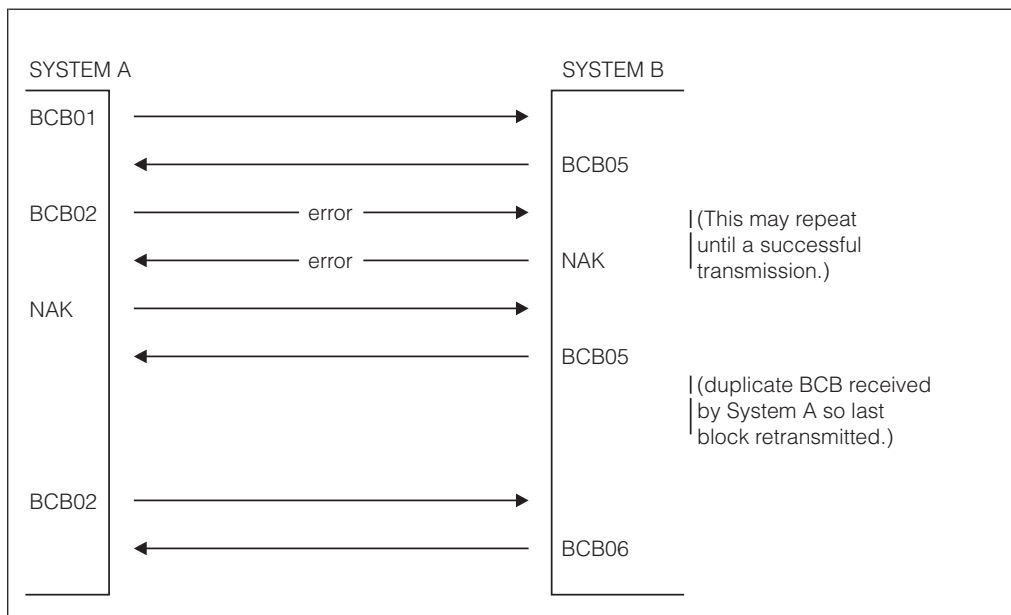 SYSTEM A
SYSTEM B
BCB01
BCB05
BCB02
error
(This may repeat
until a successful
transmission.)
error
NAK
NAK
BCB05
(duplicate BCB received
by System A so last
block retransmitted.)
BCB02
BCB06